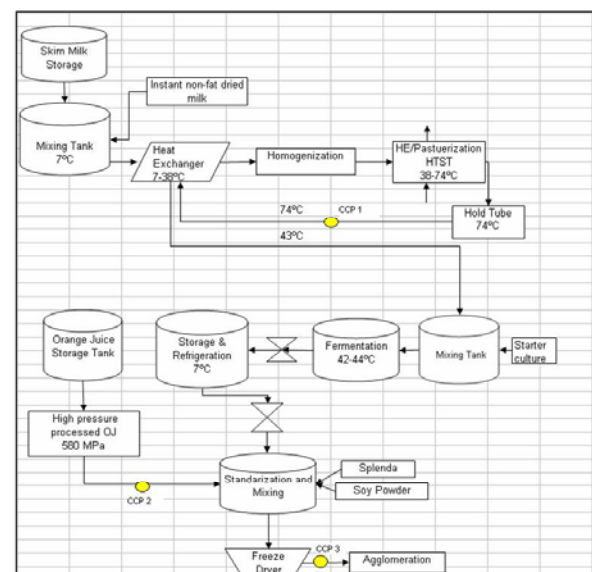 Skim Milk
Storage
Instant non-fat dried
milk
Mixing Tank
7ºC
Heat
Exchanger
7-38ºC
Homogenization
HE/Pastuerization
HTST
38-74ºC
74ºC
CCP 1
Hold Tube
74ºC
43ºC
Orange Juice
Storage Tank
Storage &
Refrigeration
7ºC
Fermentation
42-44ºC
Mixing Tank
Starter
culture
High pressure
processed OJ
580 MPa
CCP 2
Standarization and
Mixing
Splenda
Soy Powder
Freeze
Dryer
CCP 3
Agglomeration